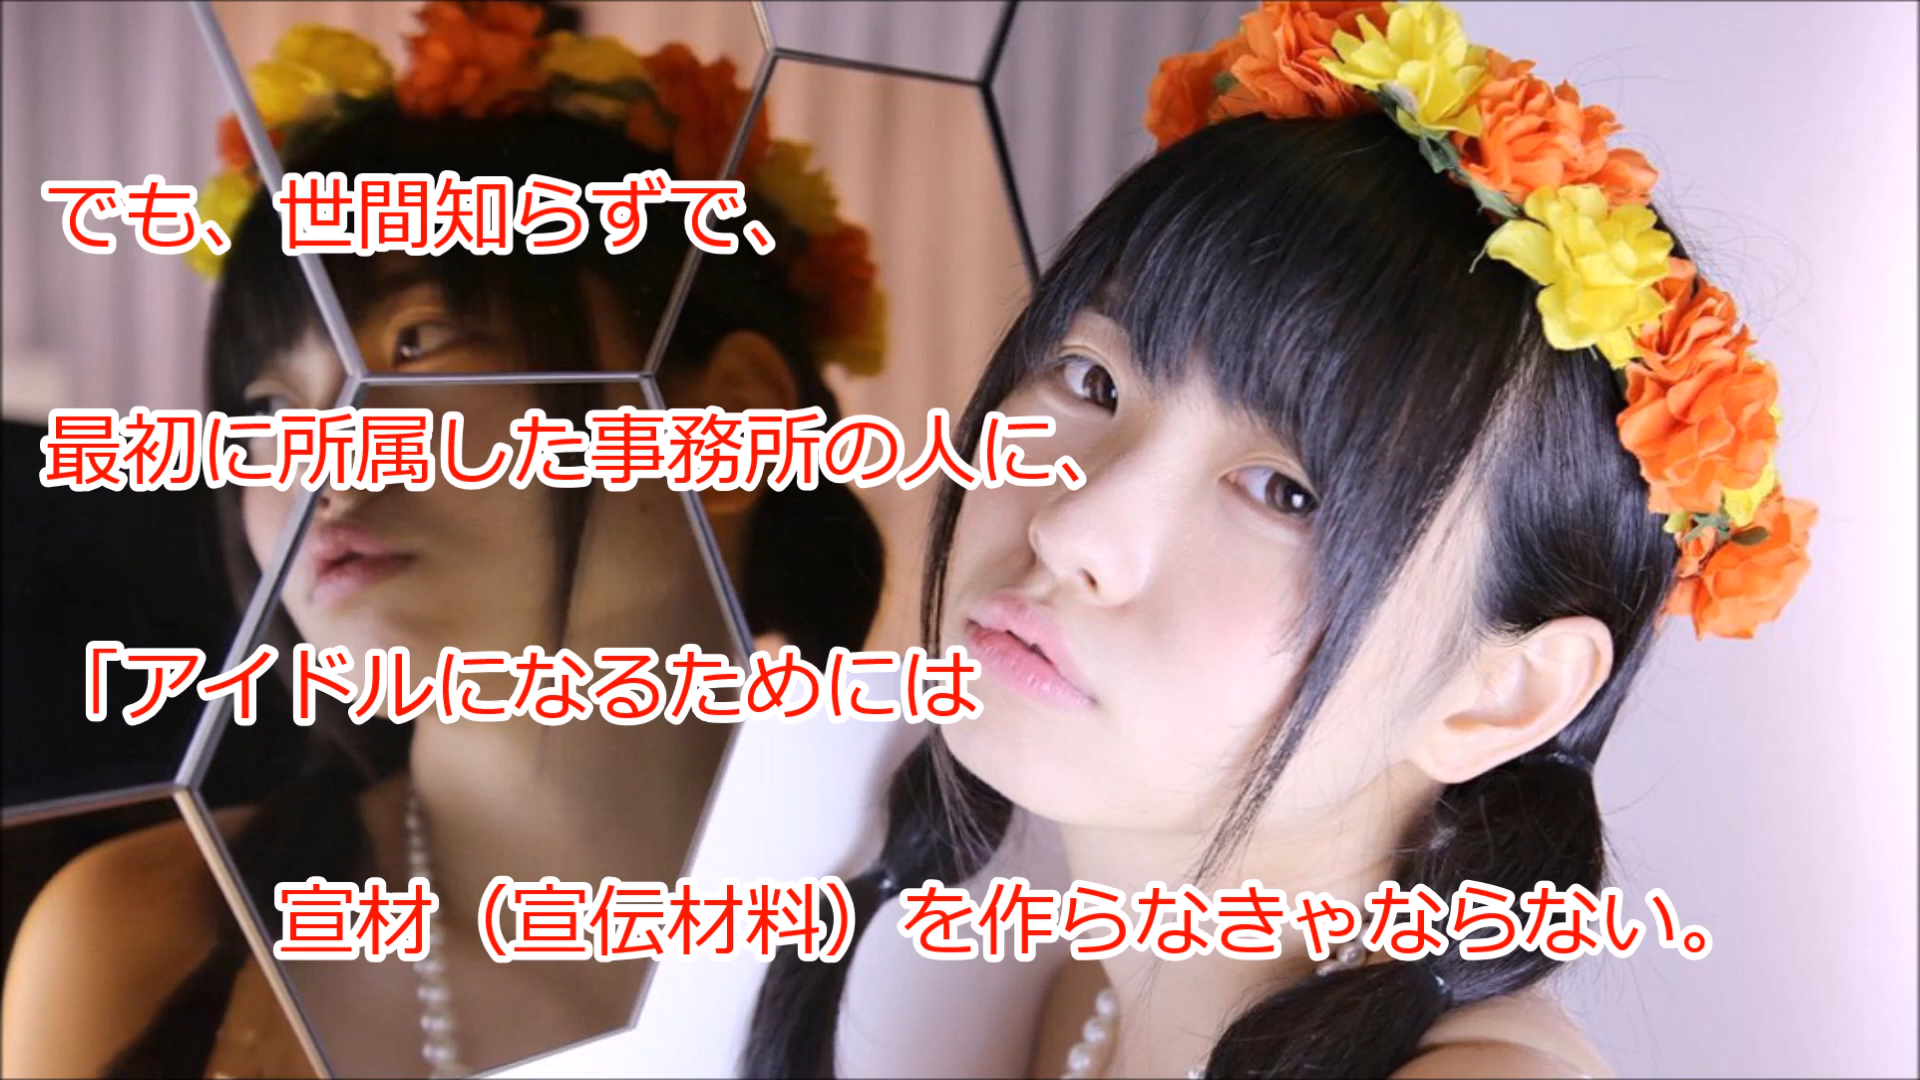 でも、世間知らずで、
最初に所属した事務所の人に、
「アイドルになるためには
宣材（宣伝材料）を作らなきゃならない。